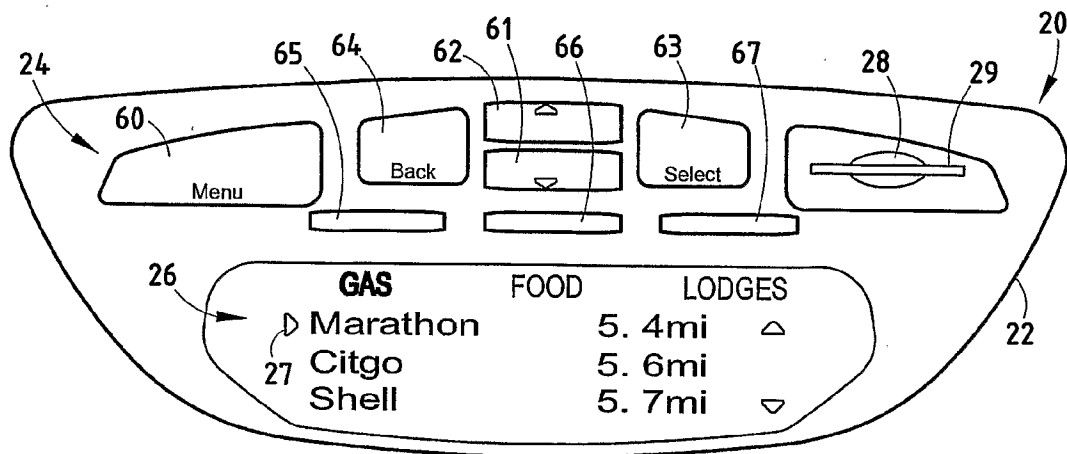 20
24
60
65
64
62
61
66
63
67
28
29
Menu
Back
Select
26
GAS FOOD LODGES
Marathon 5. 4mi
Citgo 5. 6mi
Shell 5. 7mi
27
22